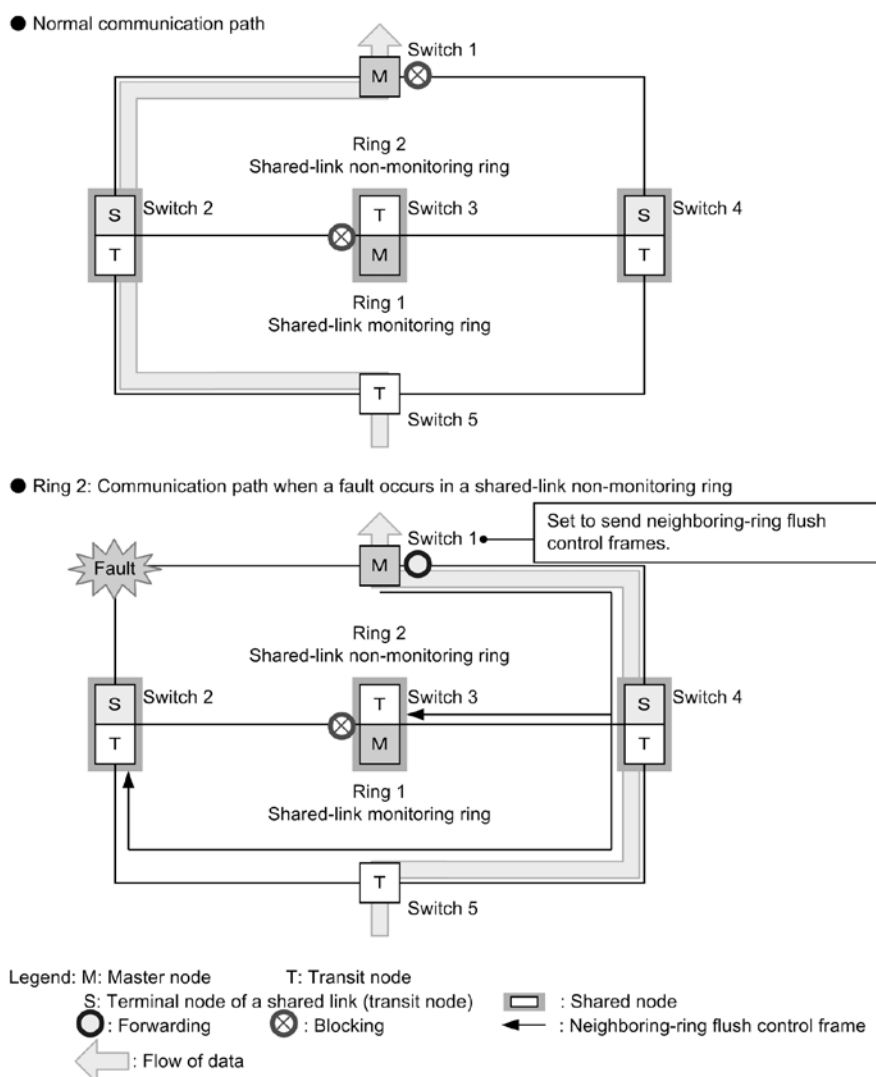 ● Normal communication path
Switch 1
M
Ring 2
Shared-link non-monitoring ring
S
Switch 2
T
Switch 3
S
Switch 4
T
M
T
Ring 1
Shared-link monitoring ring
T
Switch 5
● Ring 2: Communication path when a fault occurs in a shared-link non-monitoring ring
Switch 1
Set to send neighboring-ring flush
control frames.
Fault
M
Ring 2
Shared-link non-monitoring ring
S
Switch 2
T
Switch 3
S
Switch 4
T
M
T
Ring 1
Shared-link monitoring ring
T
Switch 5
Legend: M: Master node T: Transit node
S: Terminal node of a shared link (transit node) : Shared node
: Forwarding : Blocking : Neighboring-ring flush control frame
: Flow of data